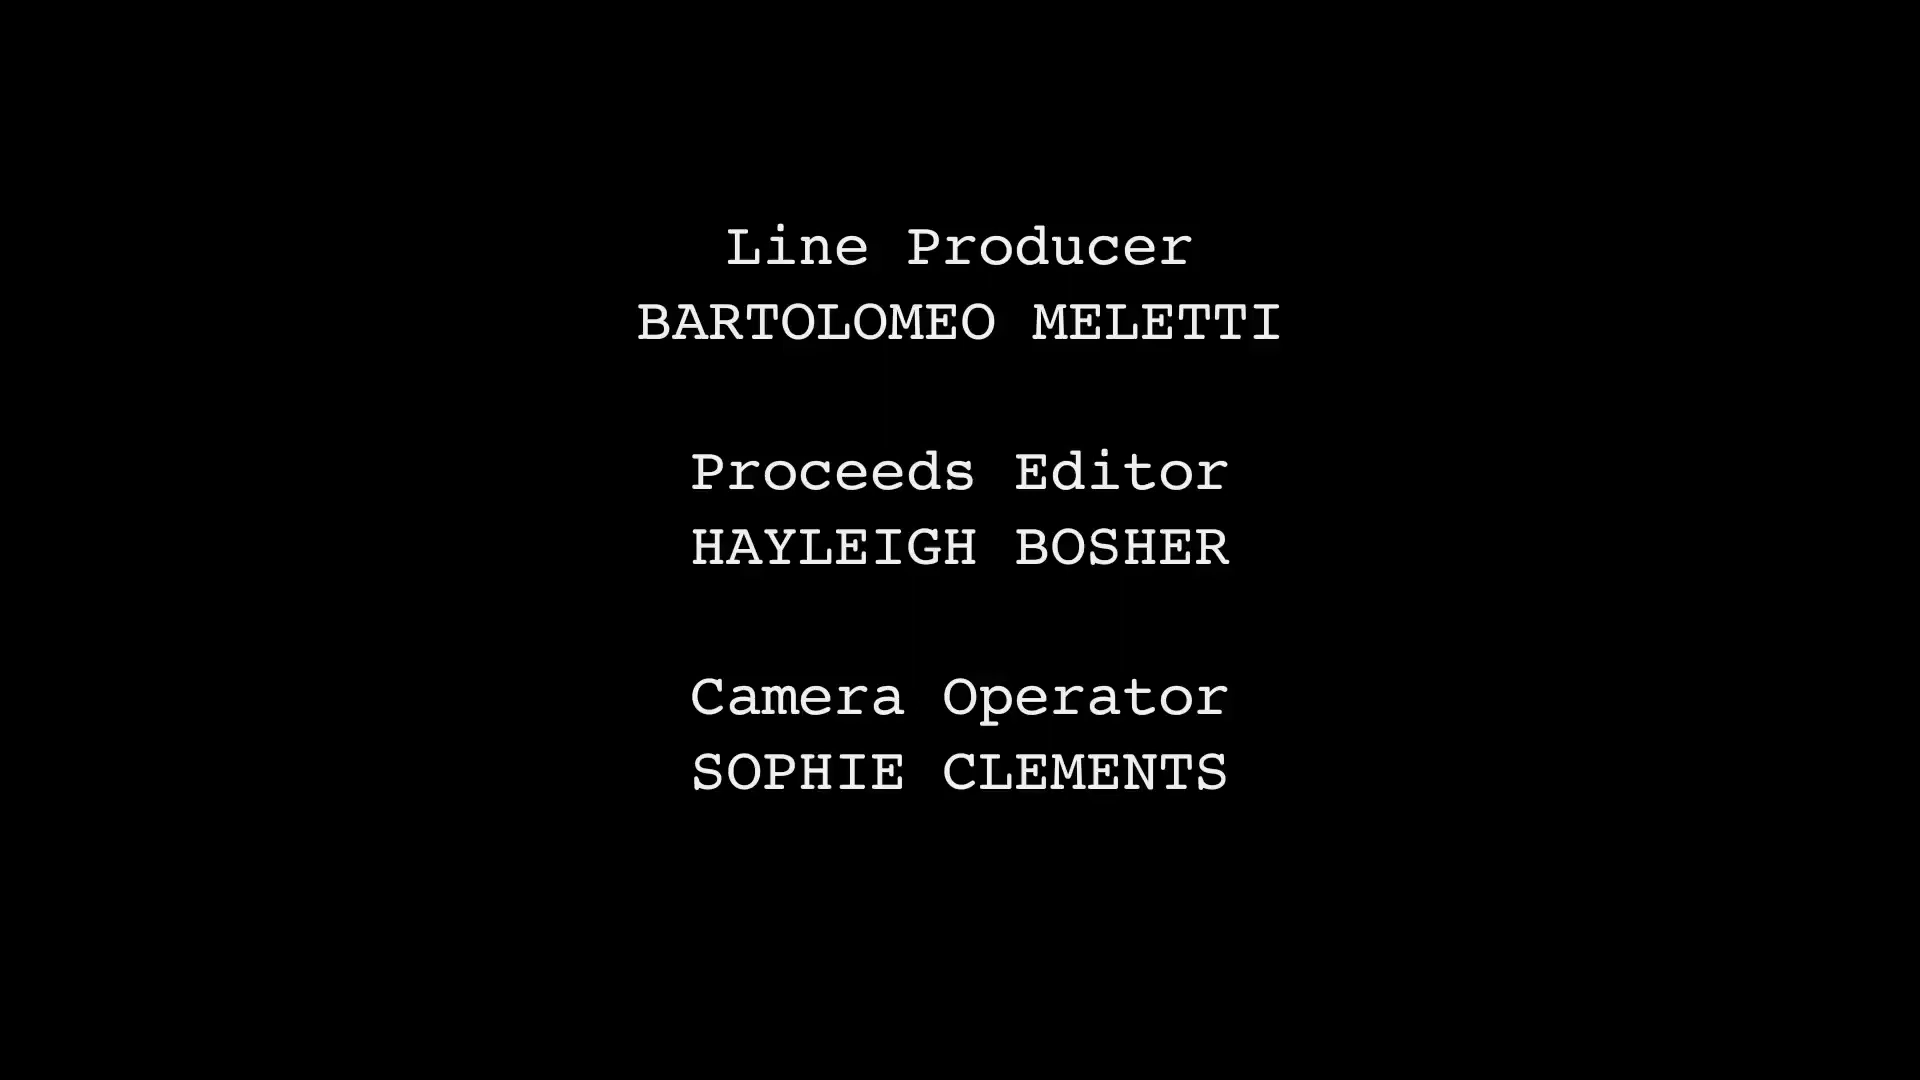 Line Producer
BARTOLOMEO MELETTI
Proceeds Editor
HAYLEIGH BOSHER
Camera Operator
SOPHIE CLEMENTS